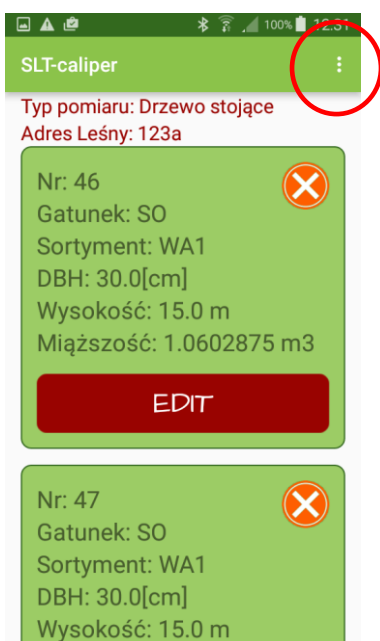 100% 12:31
SLT-caliper
Typ pomiaru: Drzewo stojące
Adres Leśny: 123a
Nr: 46
Gatunek: SO
Sortyment: WA1
DBH: 30.0[cm]
Wysokość: 15.0 m
Miąższość: 1.0602875 m3
EDIT
Nr: 47
Gatunek: SO
Sortyment: WA1
DBH: 30.0[cm]
Wysokość: 15.0 m